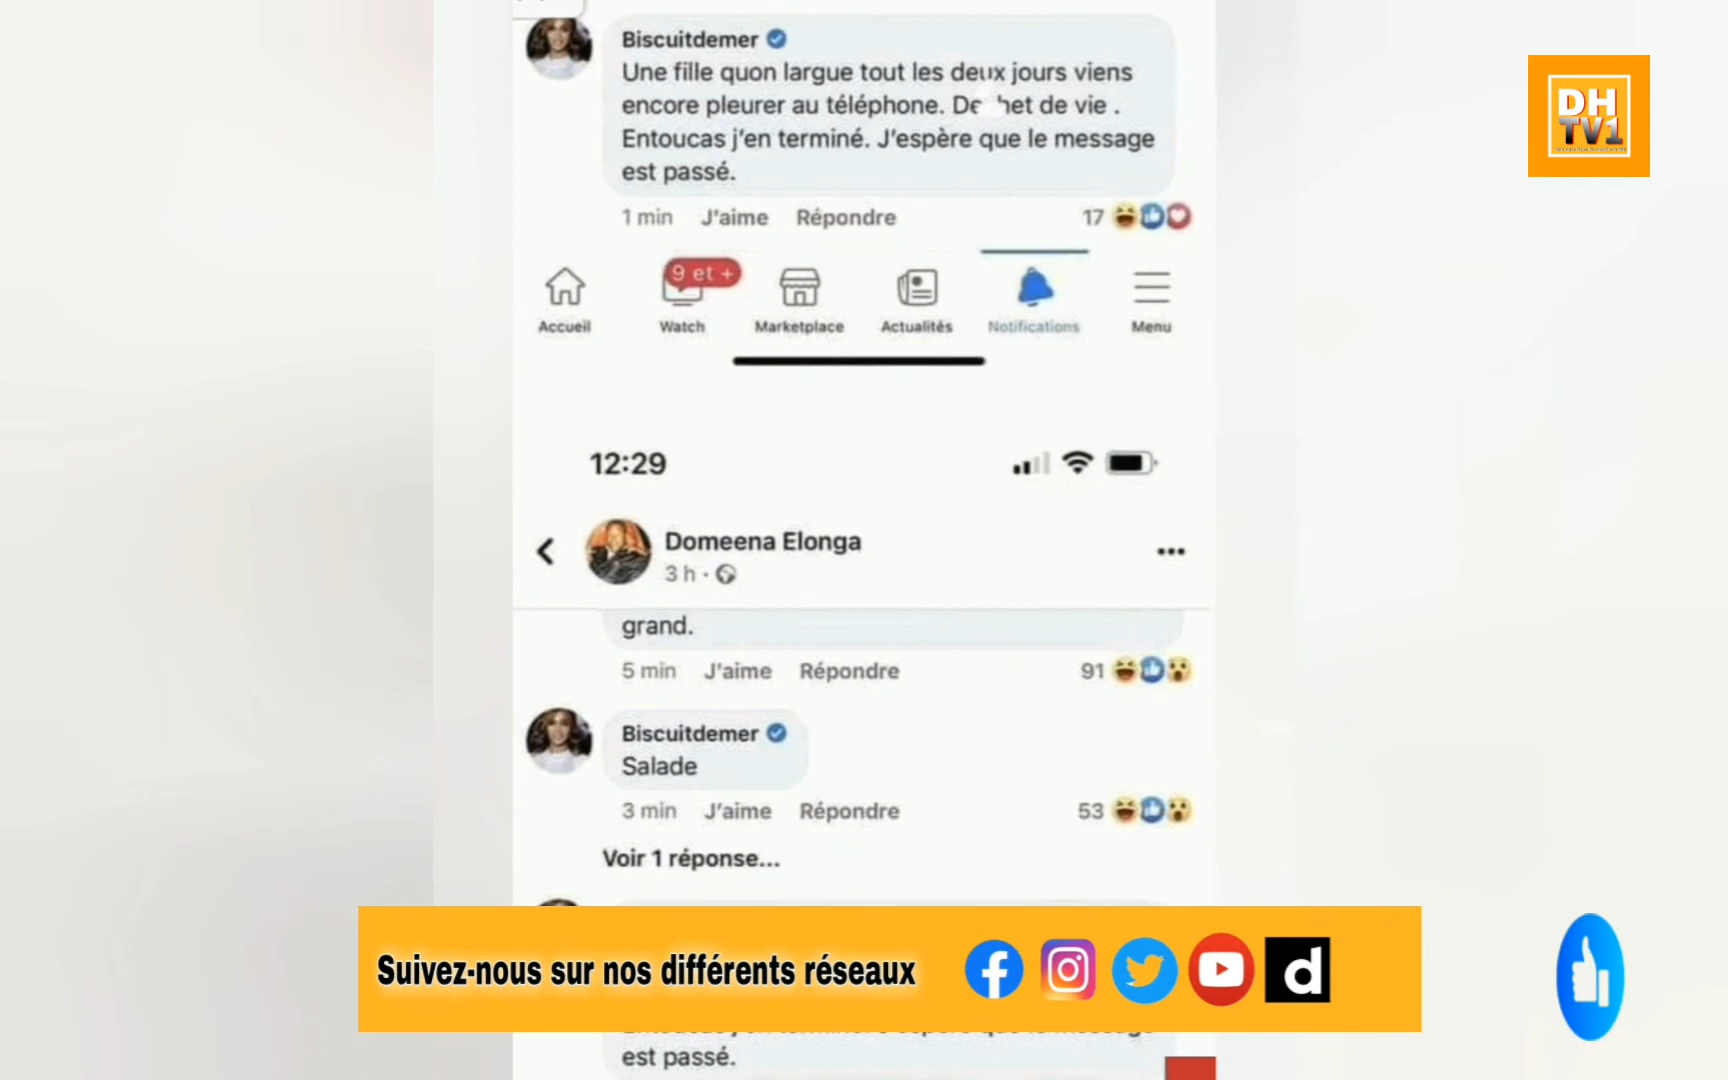 Biscuitdemer
Une fille quon largue tout les deux jours viens
encore pleurer au téléphone. De het de vie .
Entoucas j'en terminé. J'espère que le message
est passé.
1 min J'aime Répondre 17
9 et +
Accueil Watch Marketplace Actualités Notifications Menu
DH
TV1
12:29
Domeena Elonga
3 h ·
grand.
5 min J'aime Répondre 91
Biscuitdemer
Salade
3 min J'aime Répondre 53
Voir 1 réponse...
Suivez-nous sur nos différents réseaux
d
est passé.